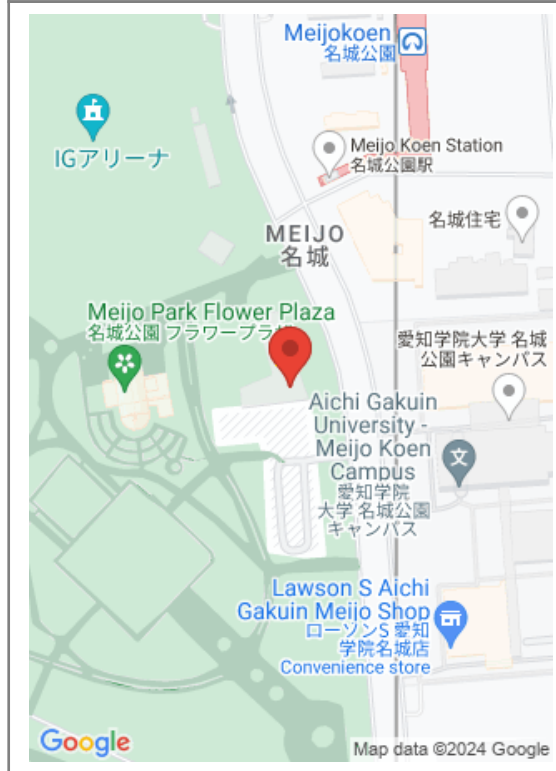 Meijokoen
名城公園
IGアリーナ
Meijo Koen Station
名城公園駅
MEIJO
名城
名城住宅
Meijo Park Flower Plaza
名城公園 フラワープラザ
愛知学院大学 名城
公園キャンパス
Aichi Gakuin
University -
Meijo Koen
Campus
愛知学院
大学 名城公園
キャンパス
文
Lawson S Aichi
Gakuin Meijo Shop
ローソンS 愛知
学院名城店
Convenience store
Google
Map data ©2024 Google